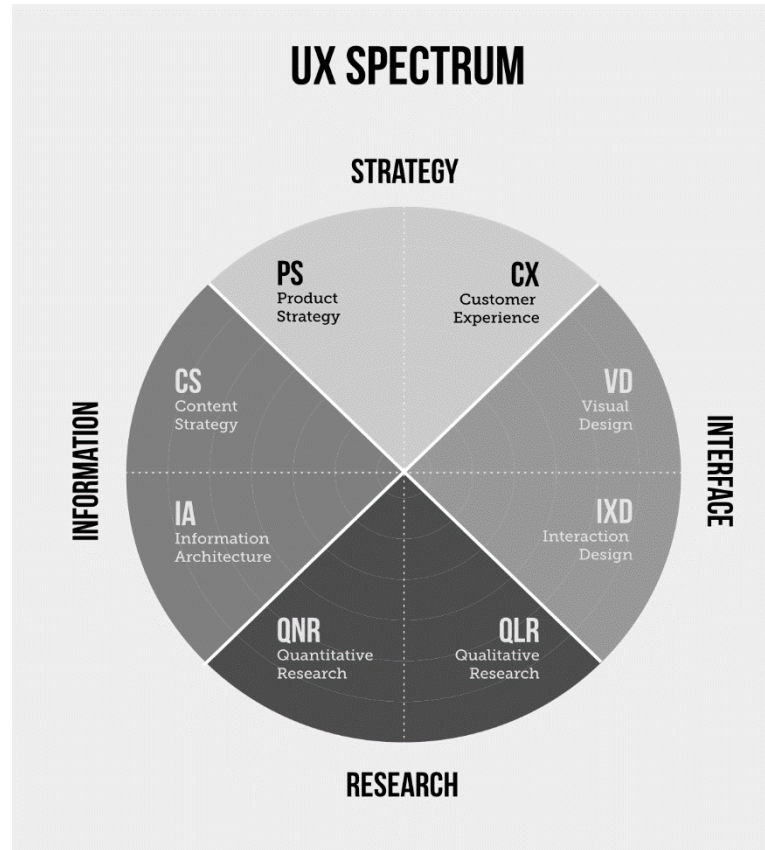 UX SPECTRUM
STRATEGY
PS
Product
Strategy
CX
Customer
Experience
CS
Content
Strategy
VD
Visual
Design
INFORMATION
INTERFACE
IA
Information
Architecture
IXD
Interaction
Design
QNR
Quantitative
Research
QLR
Qualitative
Research
RESEARCH